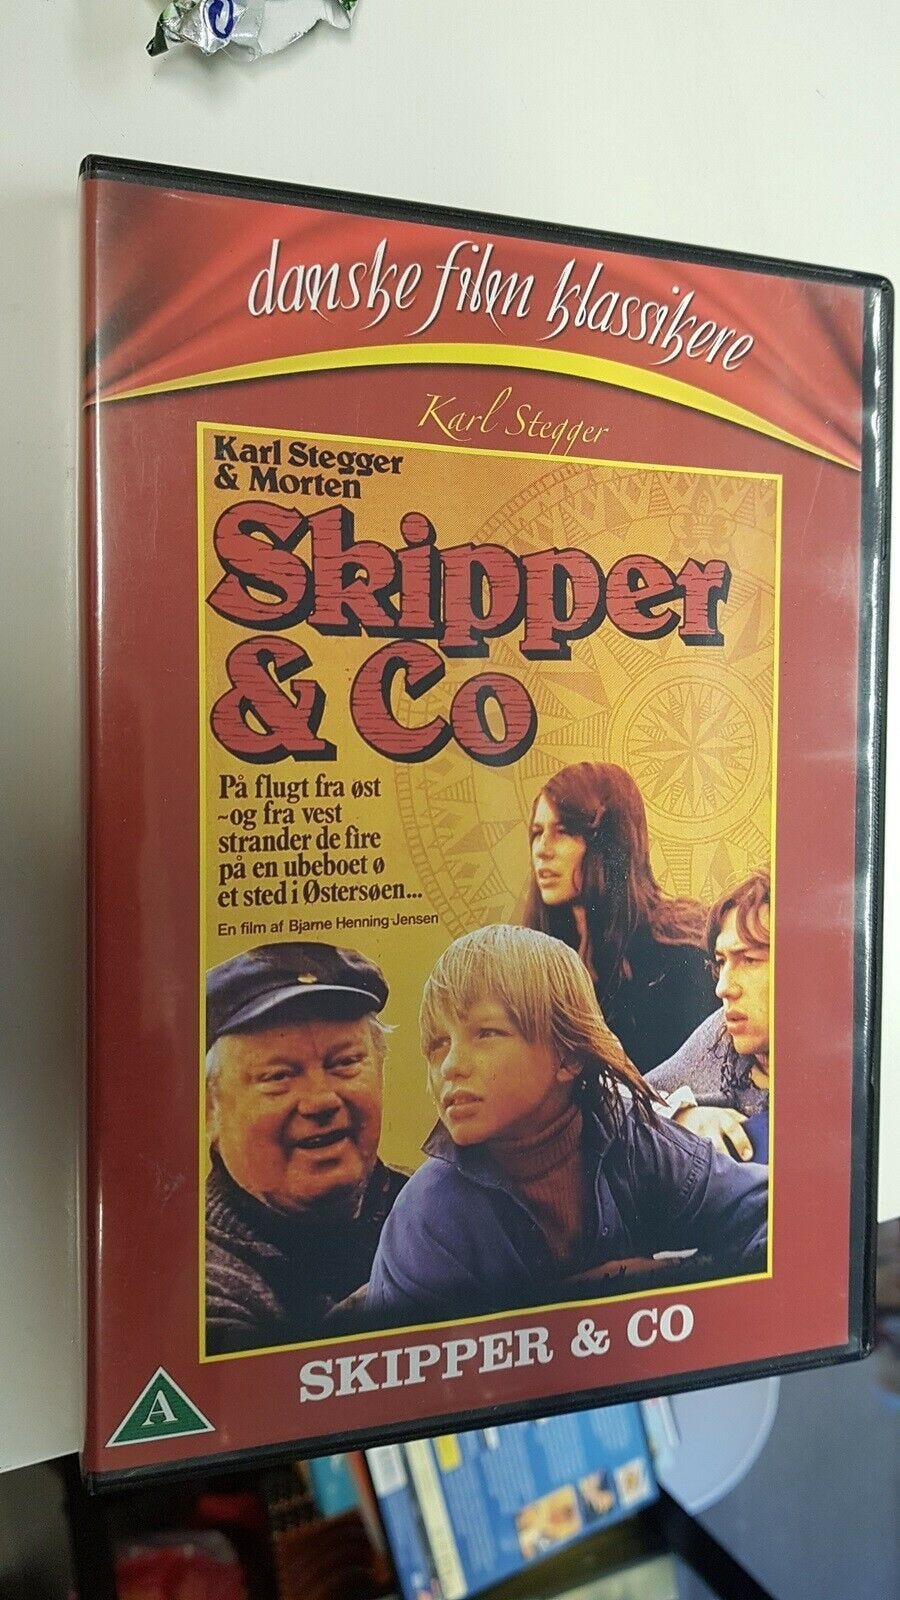 danske film klassikere
Karl Stegger
Karl Stegger
& Morten
Skipper
& Co
På flugt fra øst
~og fra vest
strander de fire
på en ubeboet ø
et sted i Østersøen...
En film af Bjarne Henning-Jensen
SKIPPER & CO
A